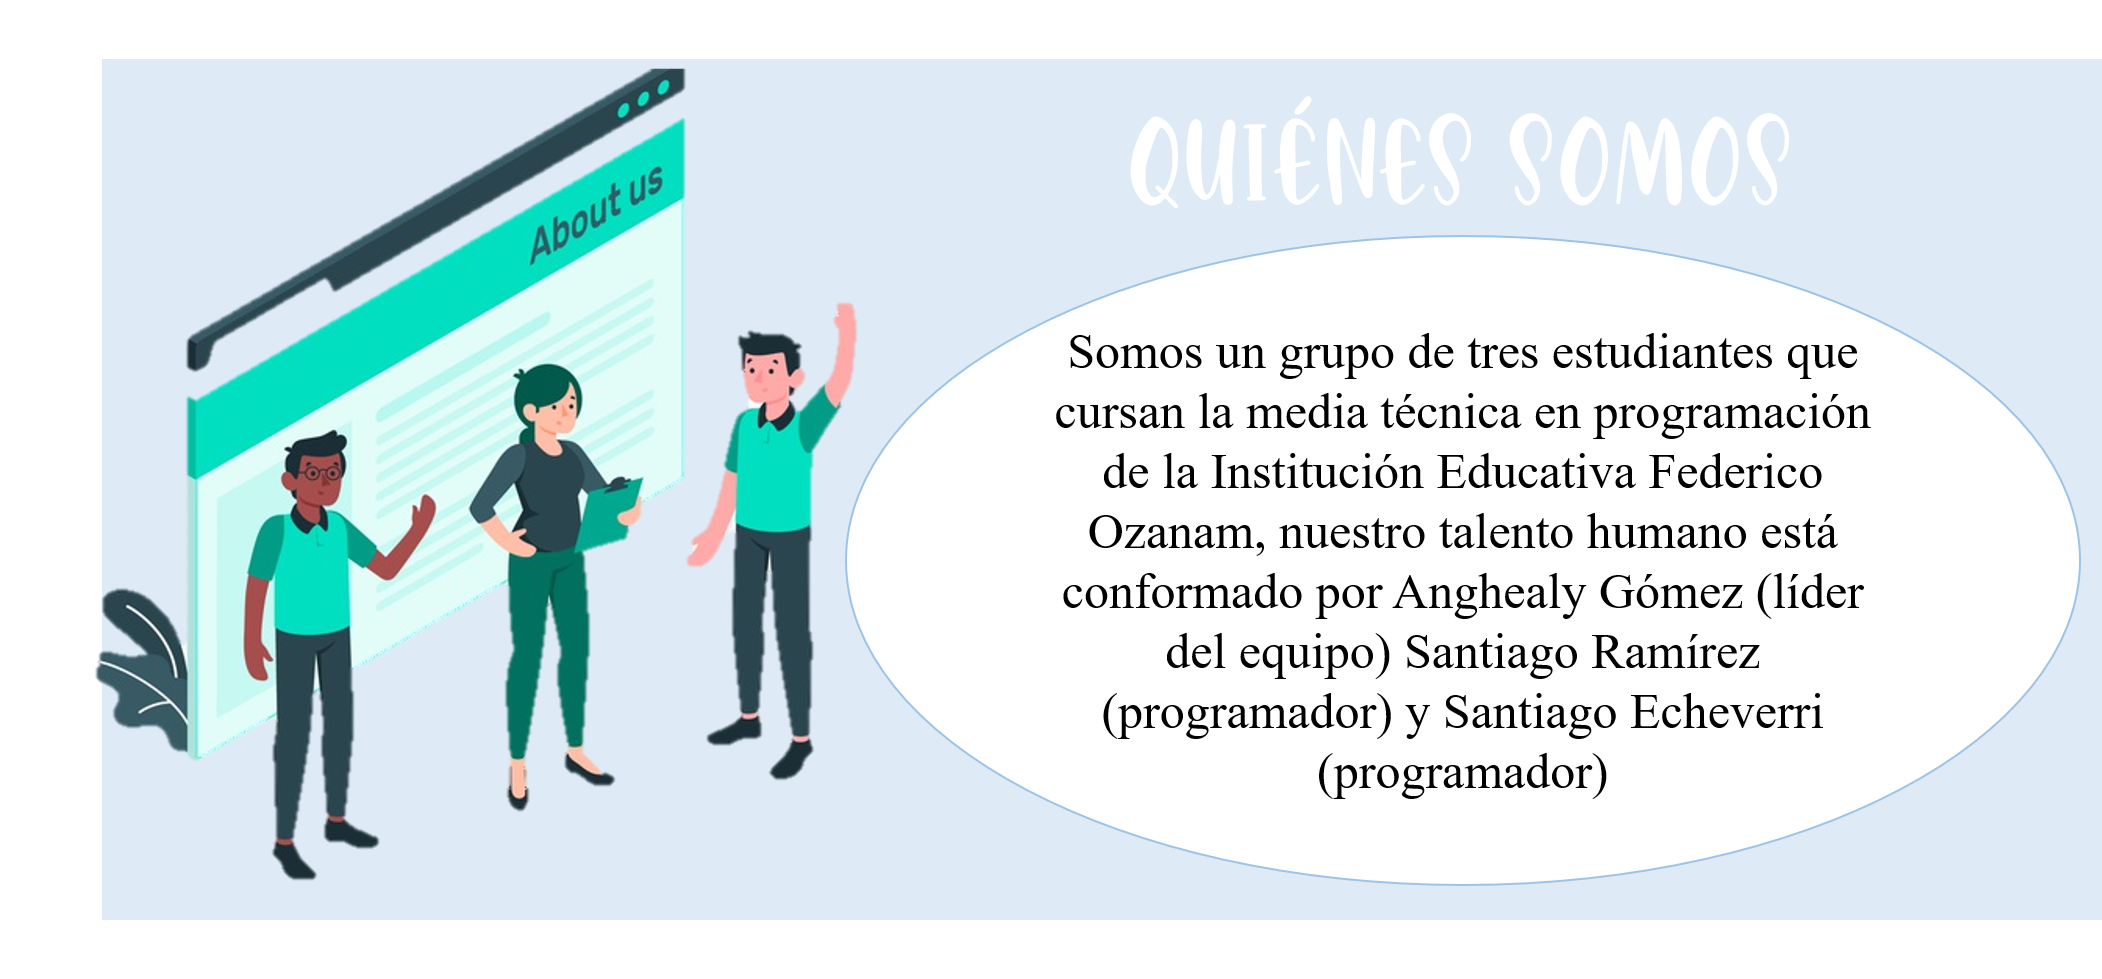 About us
QUIÉNES SOMOS
Somos un grupo de tres estudiantes que
cursan la media técnica en programación
de la Institución Educativa Federico
Ozanam, nuestro talento humano está
conformado por Anghealy Gómez (líder
del equipo) Santiago Ramírez
(programador) y Santiago Echeverri
(programador)